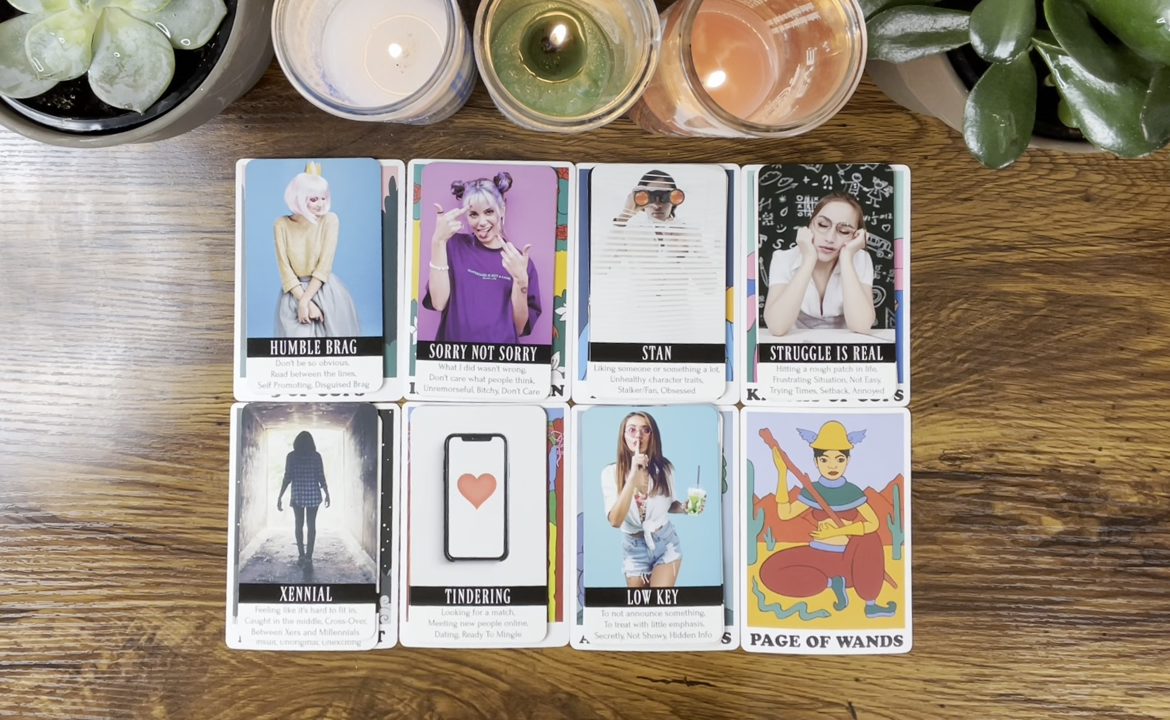 HUMBLE BRAG
Don't be so obvious,
Read between the lines,
Self Promoting, Disguised Brag
SORRY NOT SORRY
What I did wasn't wrong,
Don't care what people think,
Unremorseful, Bitchy, Don't Care
STAN
Liking someone or something a lot,
Unhealthy character traits,
Stalker/Fan, Obsessed
STRUGGLE IS REAL
Hitting a rough patch in life,
Frustrating Situation, Not Easy,
Trying Times, Setback, Annoyed
XENNIAL
Feeling like it's hard to fit in,
Caught in the middle, Cross-Over,
Between Xers and Millennials
TINDERING
Looking for a match,
Meeting new people online,
Dating, Ready To Mingle
LOW KEY
To not announce something,
To treat with little emphasis,
Secretly, Not Showy, Hidden Info
PAGE OF WANDS